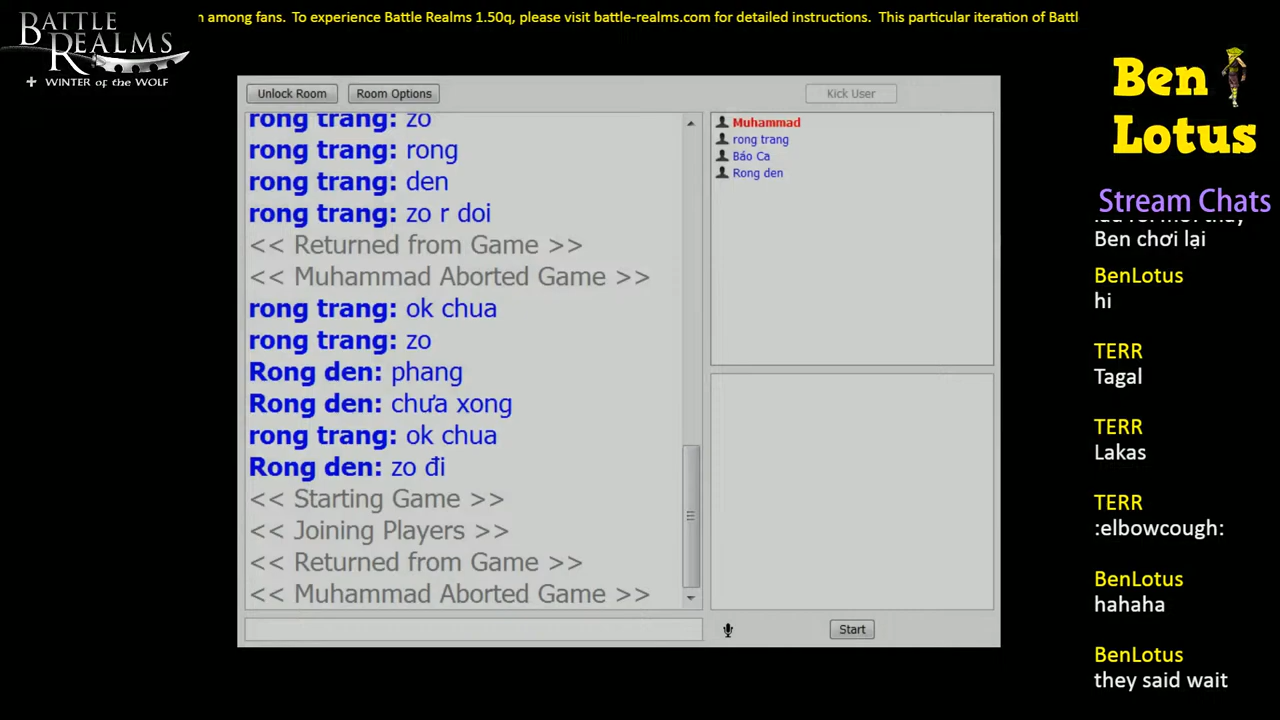 n among fans. To experience Battle Realms 1.50q, please visit battle-realms.com for detailed instructions. This particular iteration of Battl
BATTLE
REALMS
+ WINTER of the WOLF
Unlock Room
Room Options
Kick User
rong trang: zo
rong trang: rong
rong trang: den
rong trang: zo r doi
<< Returned from Game >>
<< Muhammad Aborted Game >>
rong trang: ok chua
rong trang: zo
Rong den: phang
Rong den: chưa xong
rong trang: ok chua
Rong den: zo đi
<< Starting Game >>
<< Joining Players >>
<< Returned from Game >>
<< Muhammad Aborted Game >>
Muhammad
rong trang
Báo Ca
Rong den
Start
Ben
Lotus
Stream Chats
Ben chơi lại
BenLotus
hi
TERR
Tagal
TERR
Lakas
TERR
:elbowcough:
BenLotus
hahaha
BenLotus
they said wait